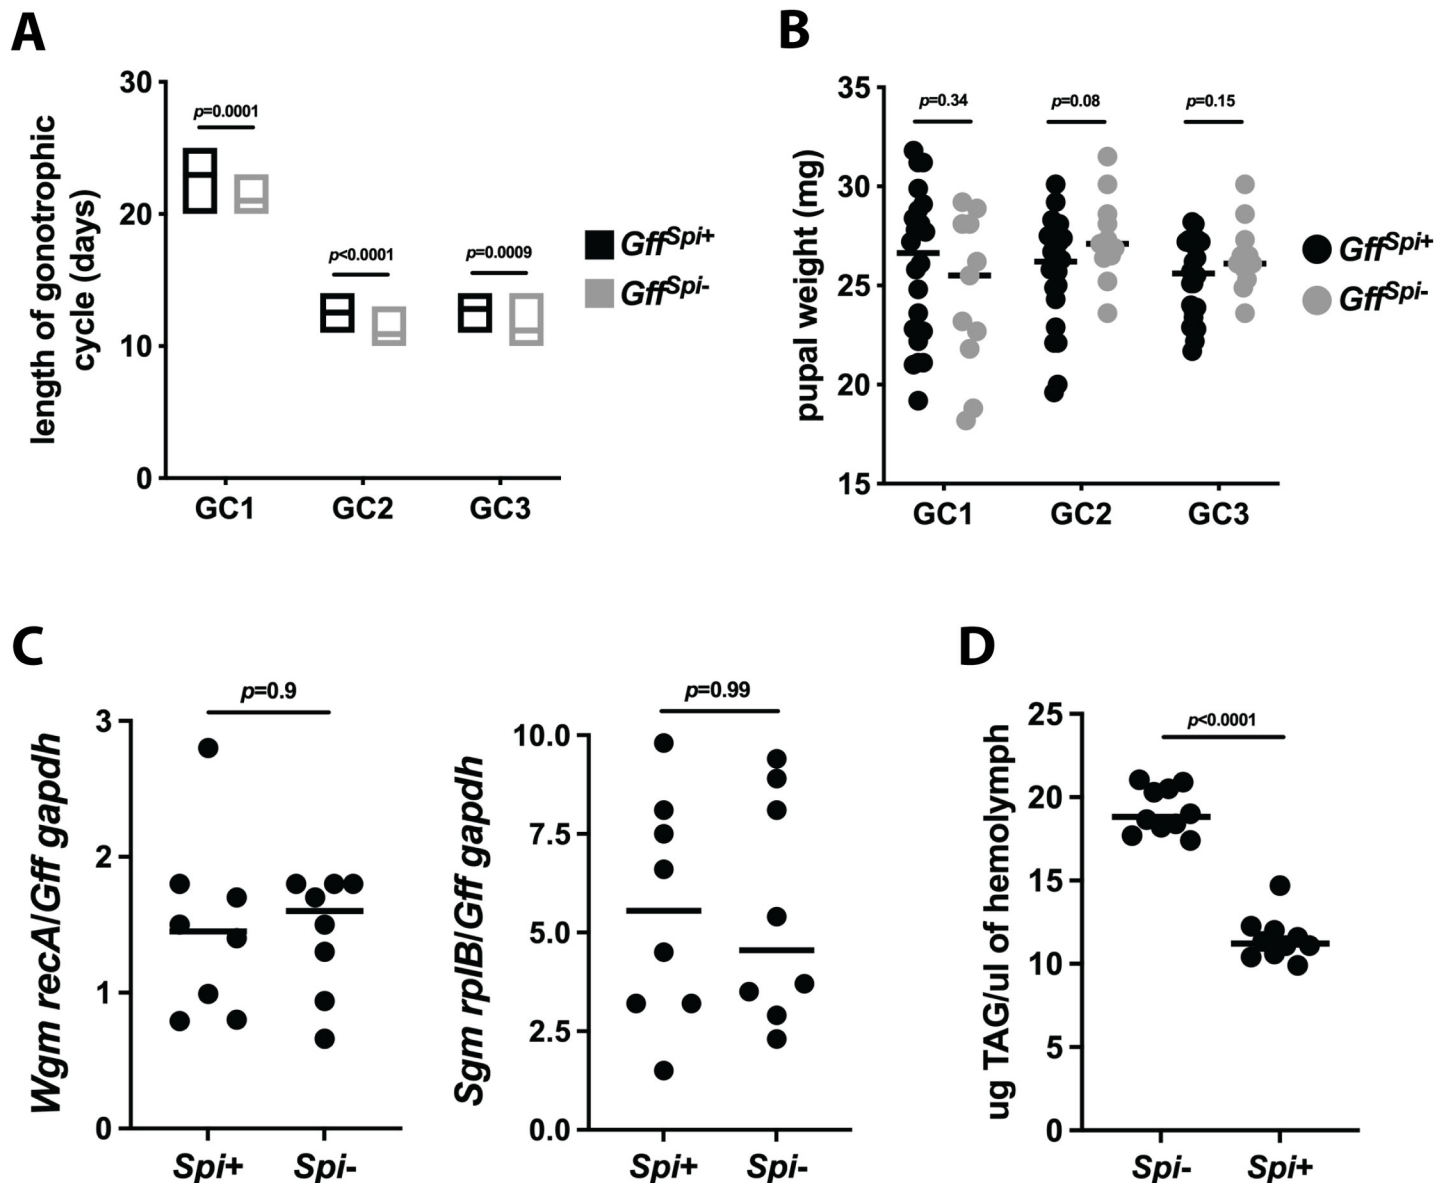 A
length of gonotrophic
cycle (days)
30
20
10
0
p=0.0001
p<0.0001
p=0.0009
GC1 GC2 GC3
Gff^Spi+
Gff^Spi-
B
pupal weight (mg)
35
30
25
20
15
p=0.34
p=0.08
p=0.15
GC1 GC2 GC3
Gff^Spi+
Gff^Spi-
C
Wgm recA/Gff gapdh
3
2
1
0
p=0.9
Spi+ Spi-
Sgm rplB/Gff gapdh
10.0
7.5
5.0
2.5
0.0
p=0.99
Spi+ Spi-
D
ug TAG/ul of hemolymph
25
20
15
10
5
0
p<0.0001
Spi- Spi+